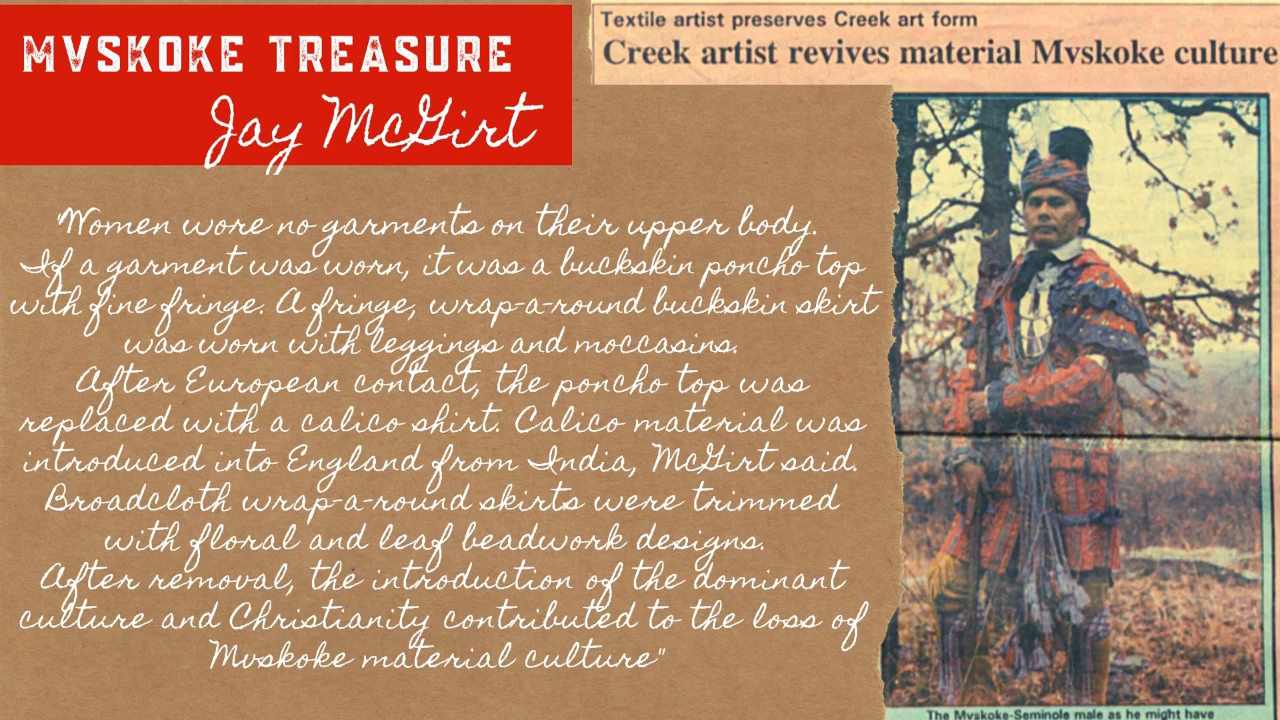 MVSKOKE TREASURE
Jay McGirt
Textile artist preserves Creek art form
Creek artist revives material Mvskoke culture
"Women wore no garments on their upper body.
If a garment was worn, it was a buckskin poncho top
with fine fringe. A fringe, wrap-a-round buckskin skirt
was worn with leggings and moccasins.
After European contact, the poncho top was
replaced with a calico shirt. Calico material was
introduced into England from India, McGirt said.
Broadcloth wrap-a-round skirts were trimmed
with floral and leaf beadwork designs.
After removal, the introduction of the dominant
culture and Christianity contributed to the loss of
Mvskoke material culture"
The Mvskoke-Seminole male as he might have